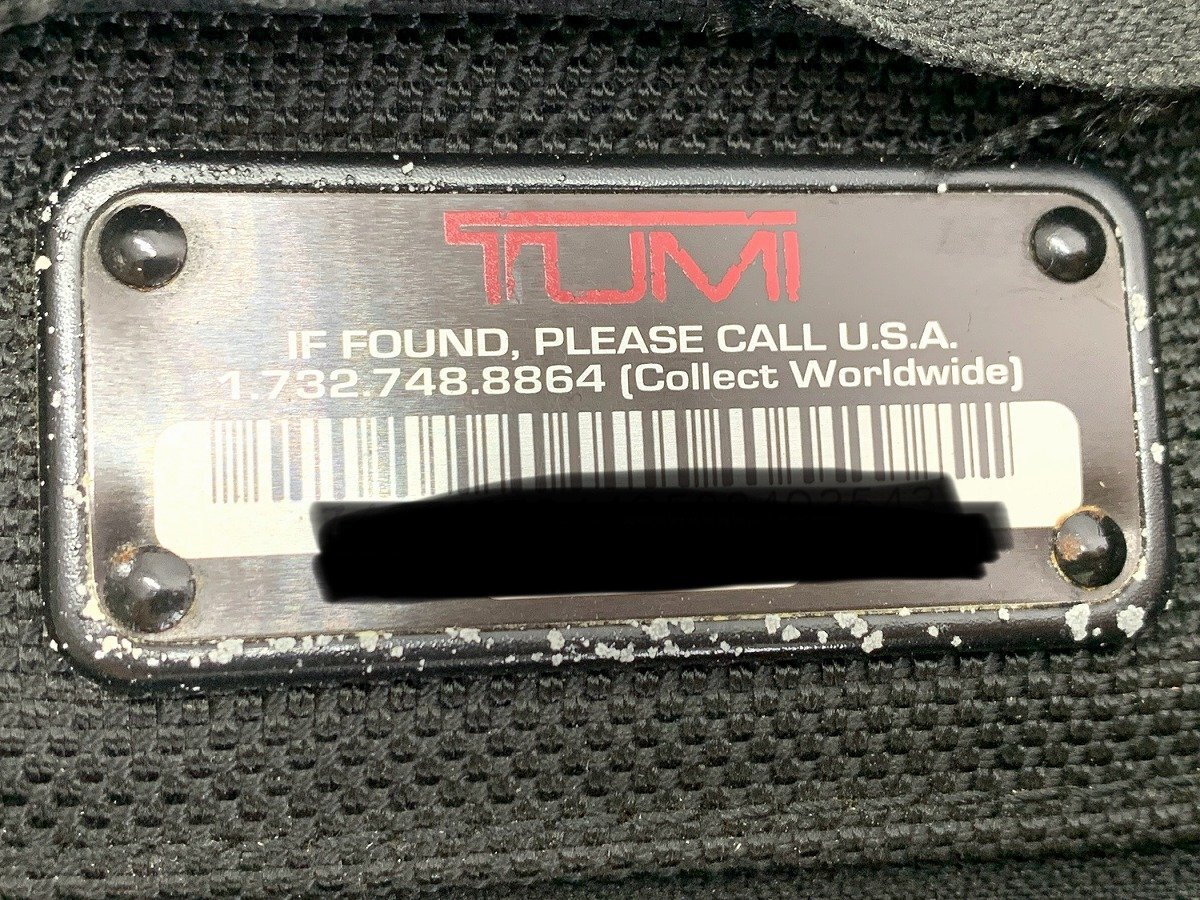 TUMI
IF FOUND, PLEASE CALL U.S.A.
1.732.748.8864 (Collect Worldwide)